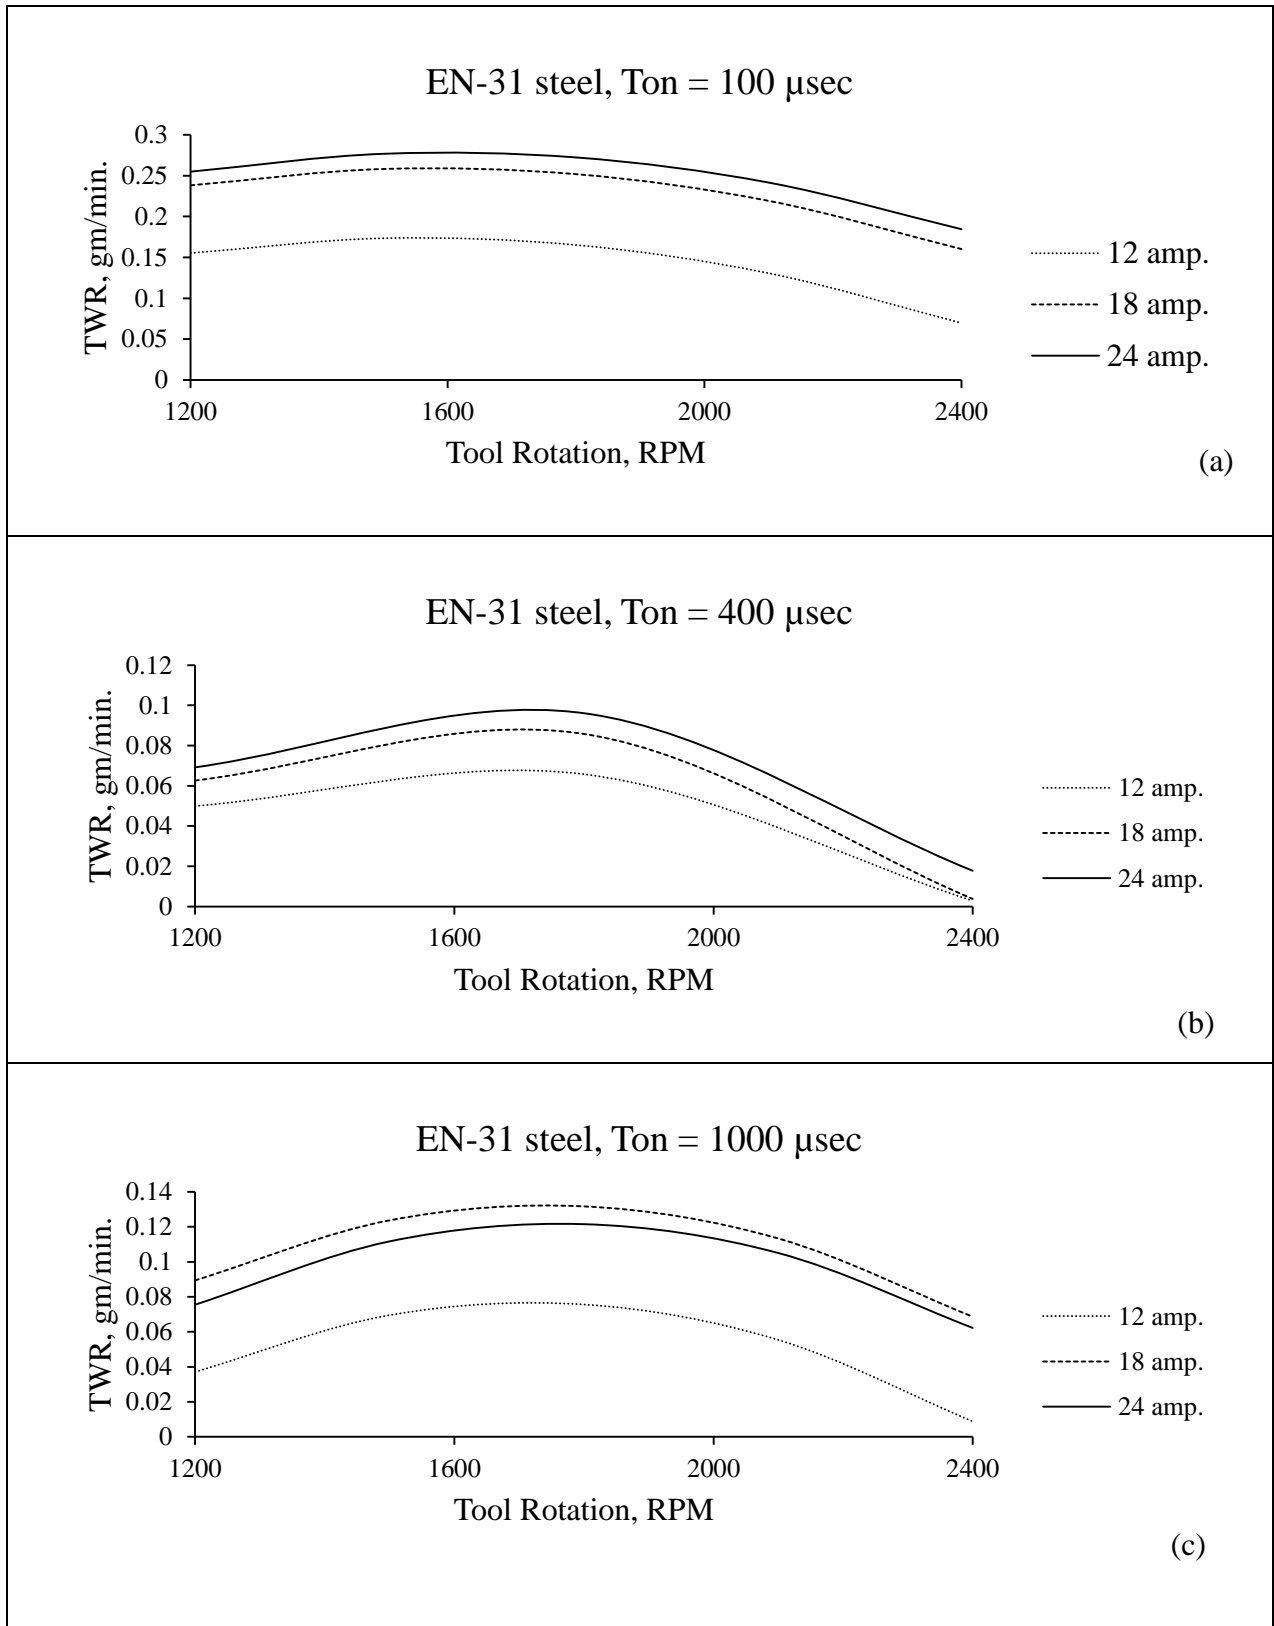 EN-31 steel, Ton = 100 µsec
TWR, gm/min.
0.3
0.25
0.2
0.15
0.1
0.05
0
1200 1600 2000 2400
Tool Rotation, RPM
12 amp.
18 amp.
24 amp.
(a)
EN-31 steel, Ton = 400 µsec
TWR, gm/min.
0.12
0.1
0.08
0.06
0.04
0.02
0
1200 1600 2000 2400
Tool Rotation, RPM
12 amp.
18 amp.
24 amp.
(b)
EN-31 steel, Ton = 1000 µsec
TWR, gm/min.
0.14
0.12
0.1
0.08
0.06
0.04
0.02
0
1200 1600 2000 2400
Tool Rotation, RPM
12 amp.
18 amp.
24 amp.
(c)